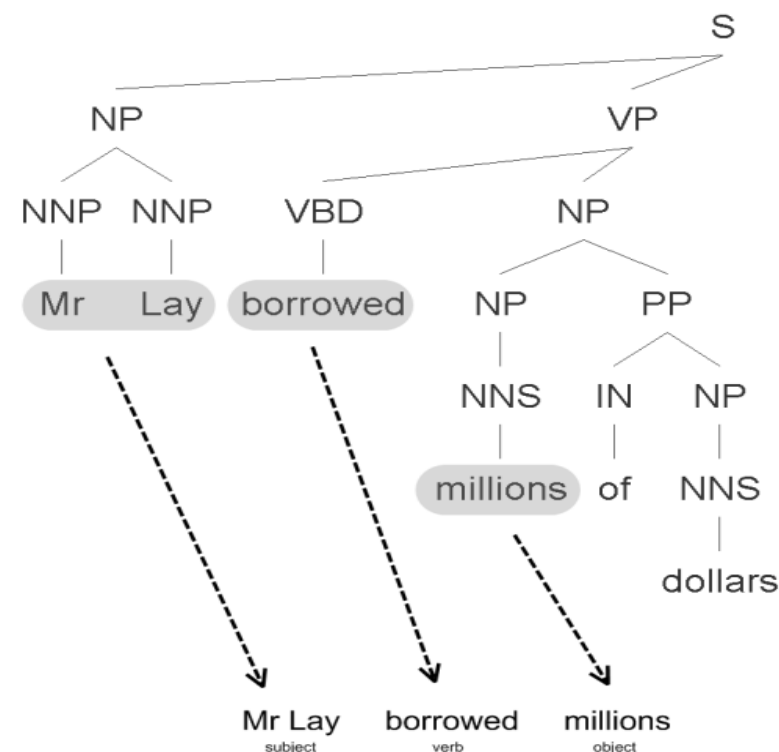 S
NP VP
NNP NNP VBD NP
Mr Lay borrowed NP PP
NNS IN NP
millions of NNS
dollars
Mr Lay borrowed millions
subject verb object